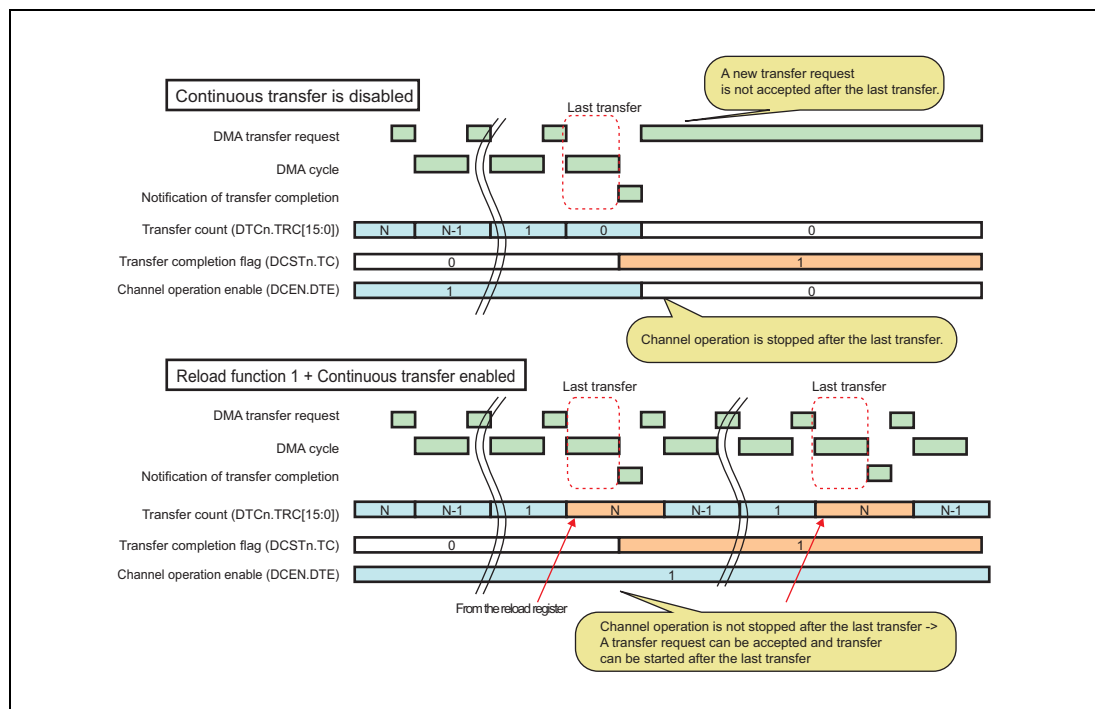 A new transfer request
is not accepted after the last transfer.
Continuous transfer is disabled
Last transfer
DMA transfer request
DMA cycle
Notification of transfer completion
Transfer count (DTCn.TRC[15:0])
N N-1 1 0 0
Transfer completion flag (DCSTn.TC)
0 1
Channel operation enable (DCEN.DTE)
1 0
Channel operation is stopped after the last transfer.
Reload function 1 + Continuous transfer enabled
Last transfer Last transfer
DMA transfer request
DMA cycle
Notification of transfer completion
Transfer count (DTCn.TRC[15:0])
N N-1 1 N N-1 1 N N-1
Transfer completion flag (DCSTn.TC)
0 1
Channel operation enable (DCEN.DTE)
1
From the reload register
Channel operation is not stopped after the last transfer ->
A transfer request can be accepted and transfer
can be started after the last transfer